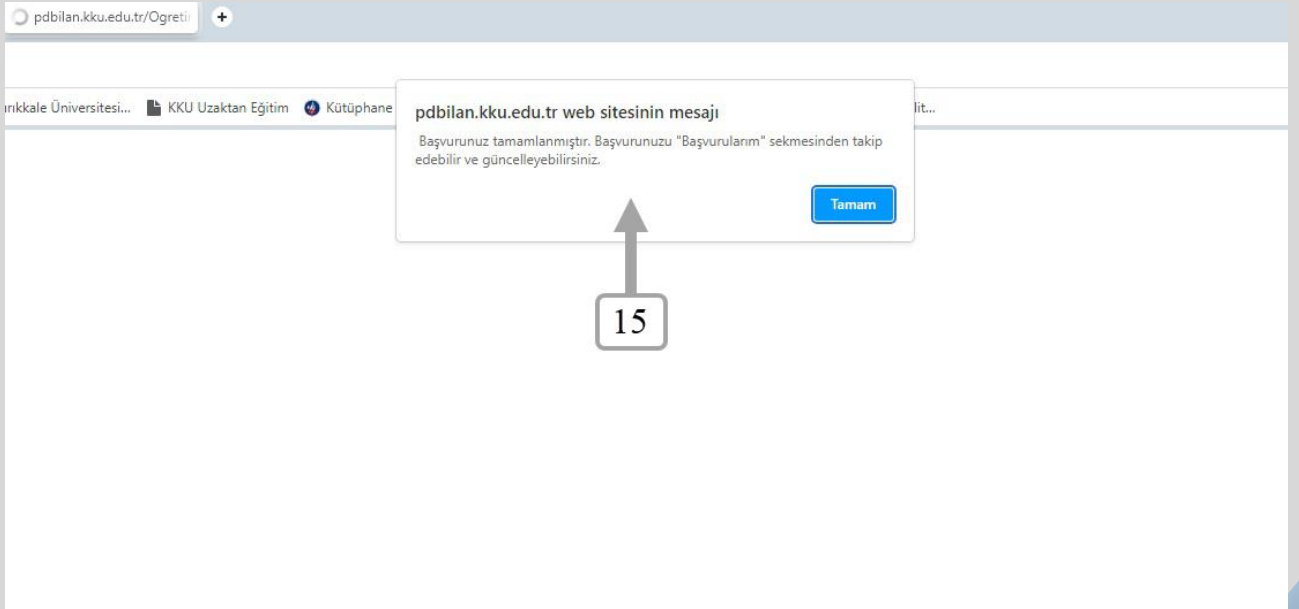 pdbilan.kku.edu.tr/Ogreti
ırıkkale Üniversitesi... KKU Uzaktan Eğitim Kütüphane lit...
pdbilan.kku.edu.tr web sitesinin mesajı
Başvurunuz tamamlanmıştır. Başvurunuzu "Başvurularım" sekmesinden takip
edebilir ve güncelleyebilirsiniz.
Tamam
15